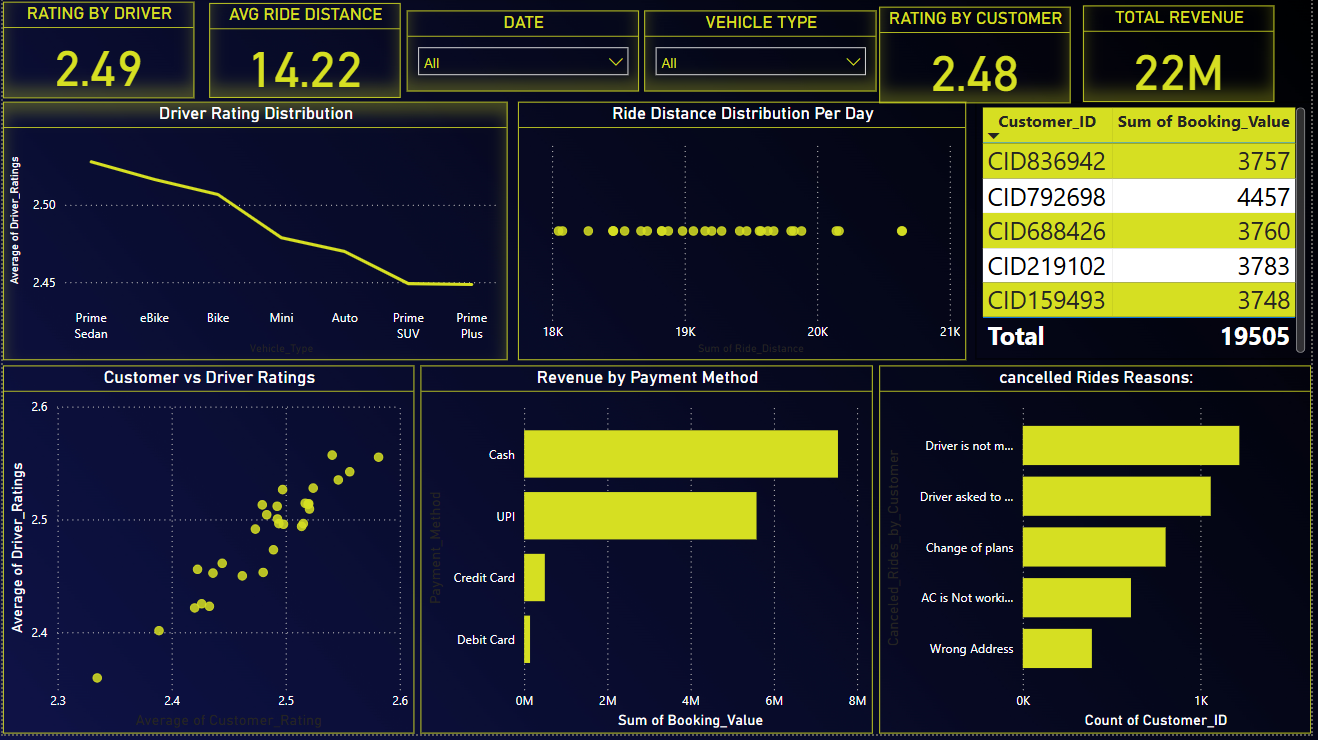 RATING BY DRIVER
2.49
AVG RIDE DISTANCE
14.22
DATE
All
VEHICLE TYPE
All
RATING BY CUSTOMER
2.48
TOTAL REVENUE
22M
Driver Rating Distribution
Average of Driver_Ratings
2.50
2.45
Prime Sedan
eBike
Bike
Mini
Auto
Prime SUV
Prime Plus
Vehicle_Type
Ride Distance Distribution Per Day
18K 19K 20K 21K
Sum of Ride_Distance
Customer_ID Sum of Booking_Value
CID836942 3757
CID792698 4457
CID688426 3760
CID219102 3783
CID159493 3748
Total 19505
Customer vs Driver Ratings
Average of Driver_Ratings
2.6
2.5
2.4
2.3 2.4 2.5 2.6
Average of Customer_Rating
Revenue by Payment Method
Payment_Method
Cash
UPI
Credit Card
Debit Card
0M 2M 4M 6M 8M
Sum of Booking_Value
cancelled Rides Reasons:
Canceled_Rides_by_Customer
Driver is not m...
Driver asked to ...
Change of plans
AC is Not worki...
Wrong Address
0K 1K
Count of Customer_ID